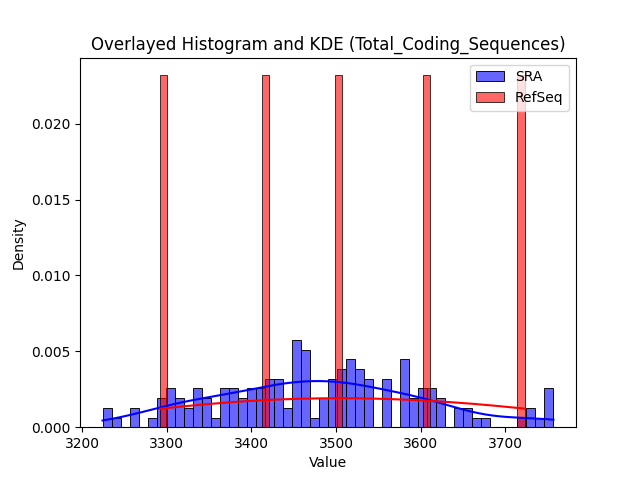 Overlayed Histogram and KDE (Total_Coding_Sequences)
SRA
RefSeq
0.020
0.015
0.010
0.005
0.000
Density
3200
3300
3400
3500
3600
3700
Value